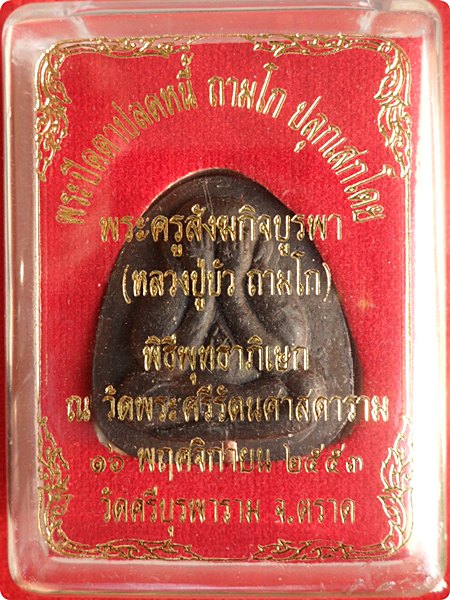 พระปิดตาปลดหนี้ ถามโก ปลุกเสกโดย
พระครูสังฆกิจบูรพา
(หลวงปู่บัว ถามโก)
พิธีพุทธาภิเษก
ณ วัดพระศรีรัตนศาสดาราม
๑๖ พฤศจิกายน ๒๕๕๓
วัดศรีบูรพาราม จ.ตราด